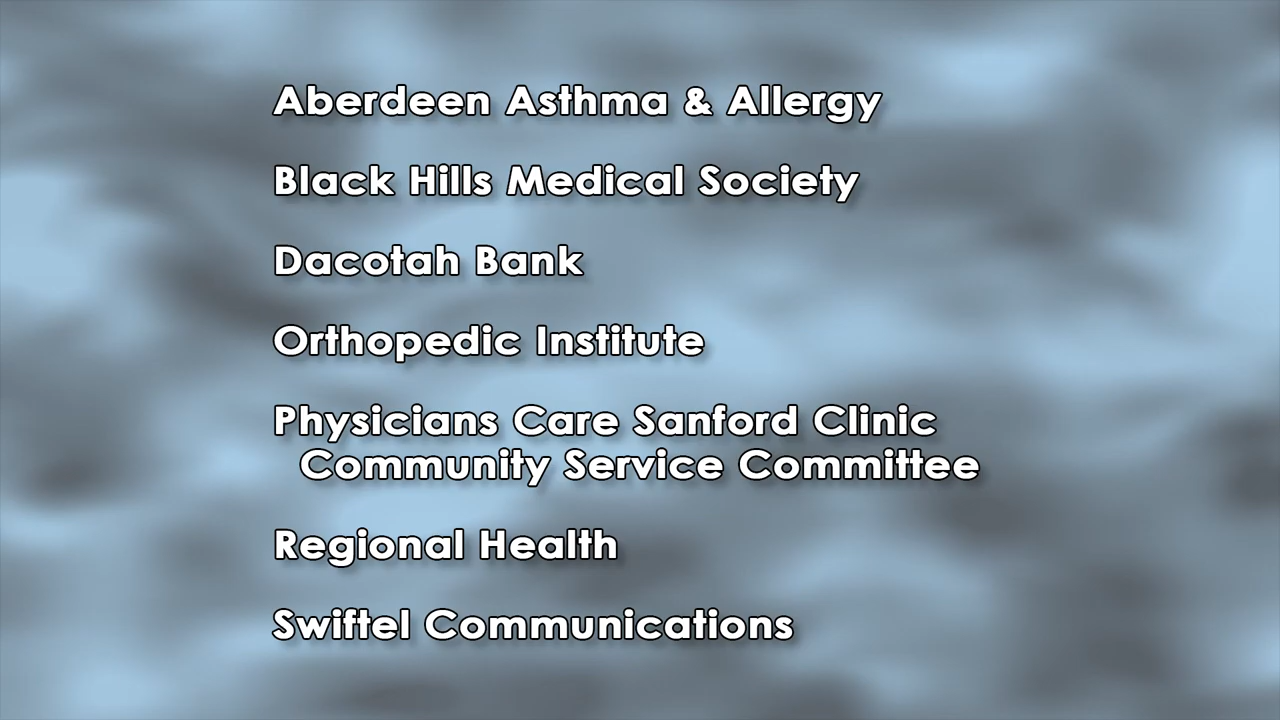 Aberdeen Asthma & Allergy
Black Hills Medical Society
Dacotah Bank
Orthopedic Institute
Physicians Care Sanford Clinic
Community Service Committee
Regional Health
Swiftel Communications